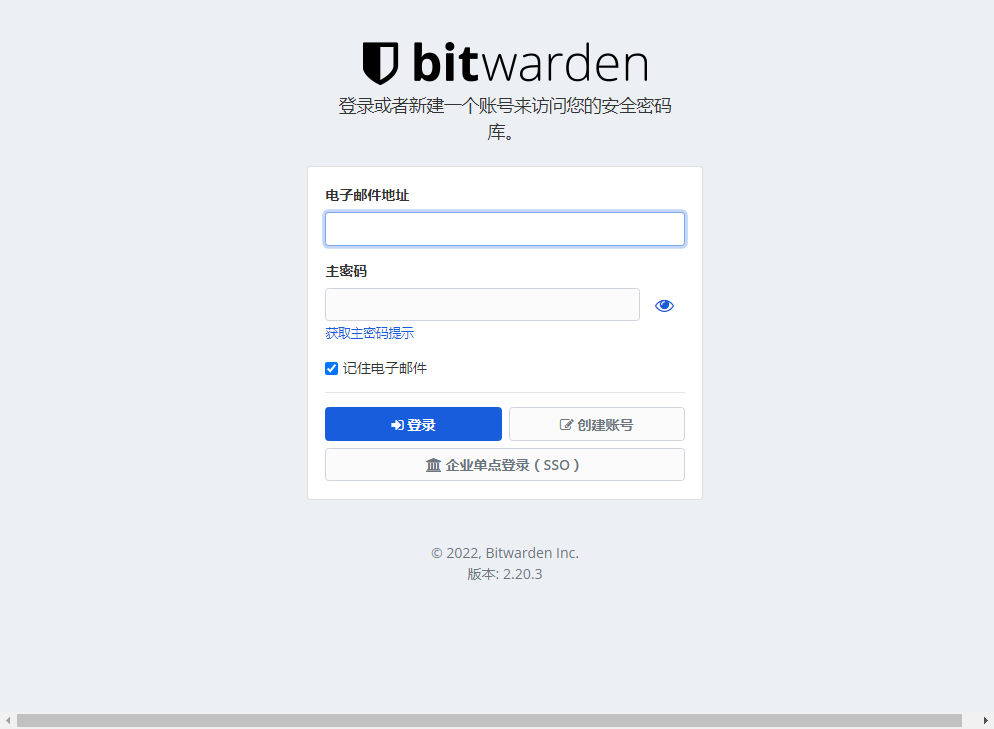 bitwarden
登录或者新建一个账号来访问您的安全密码
库。
电子邮件地址
主密码
获取主密码提示
记住电子邮件
登录
创建账号
企业单点登录（SSO）
© 2022, Bitwarden Inc.
版本: 2.20.3